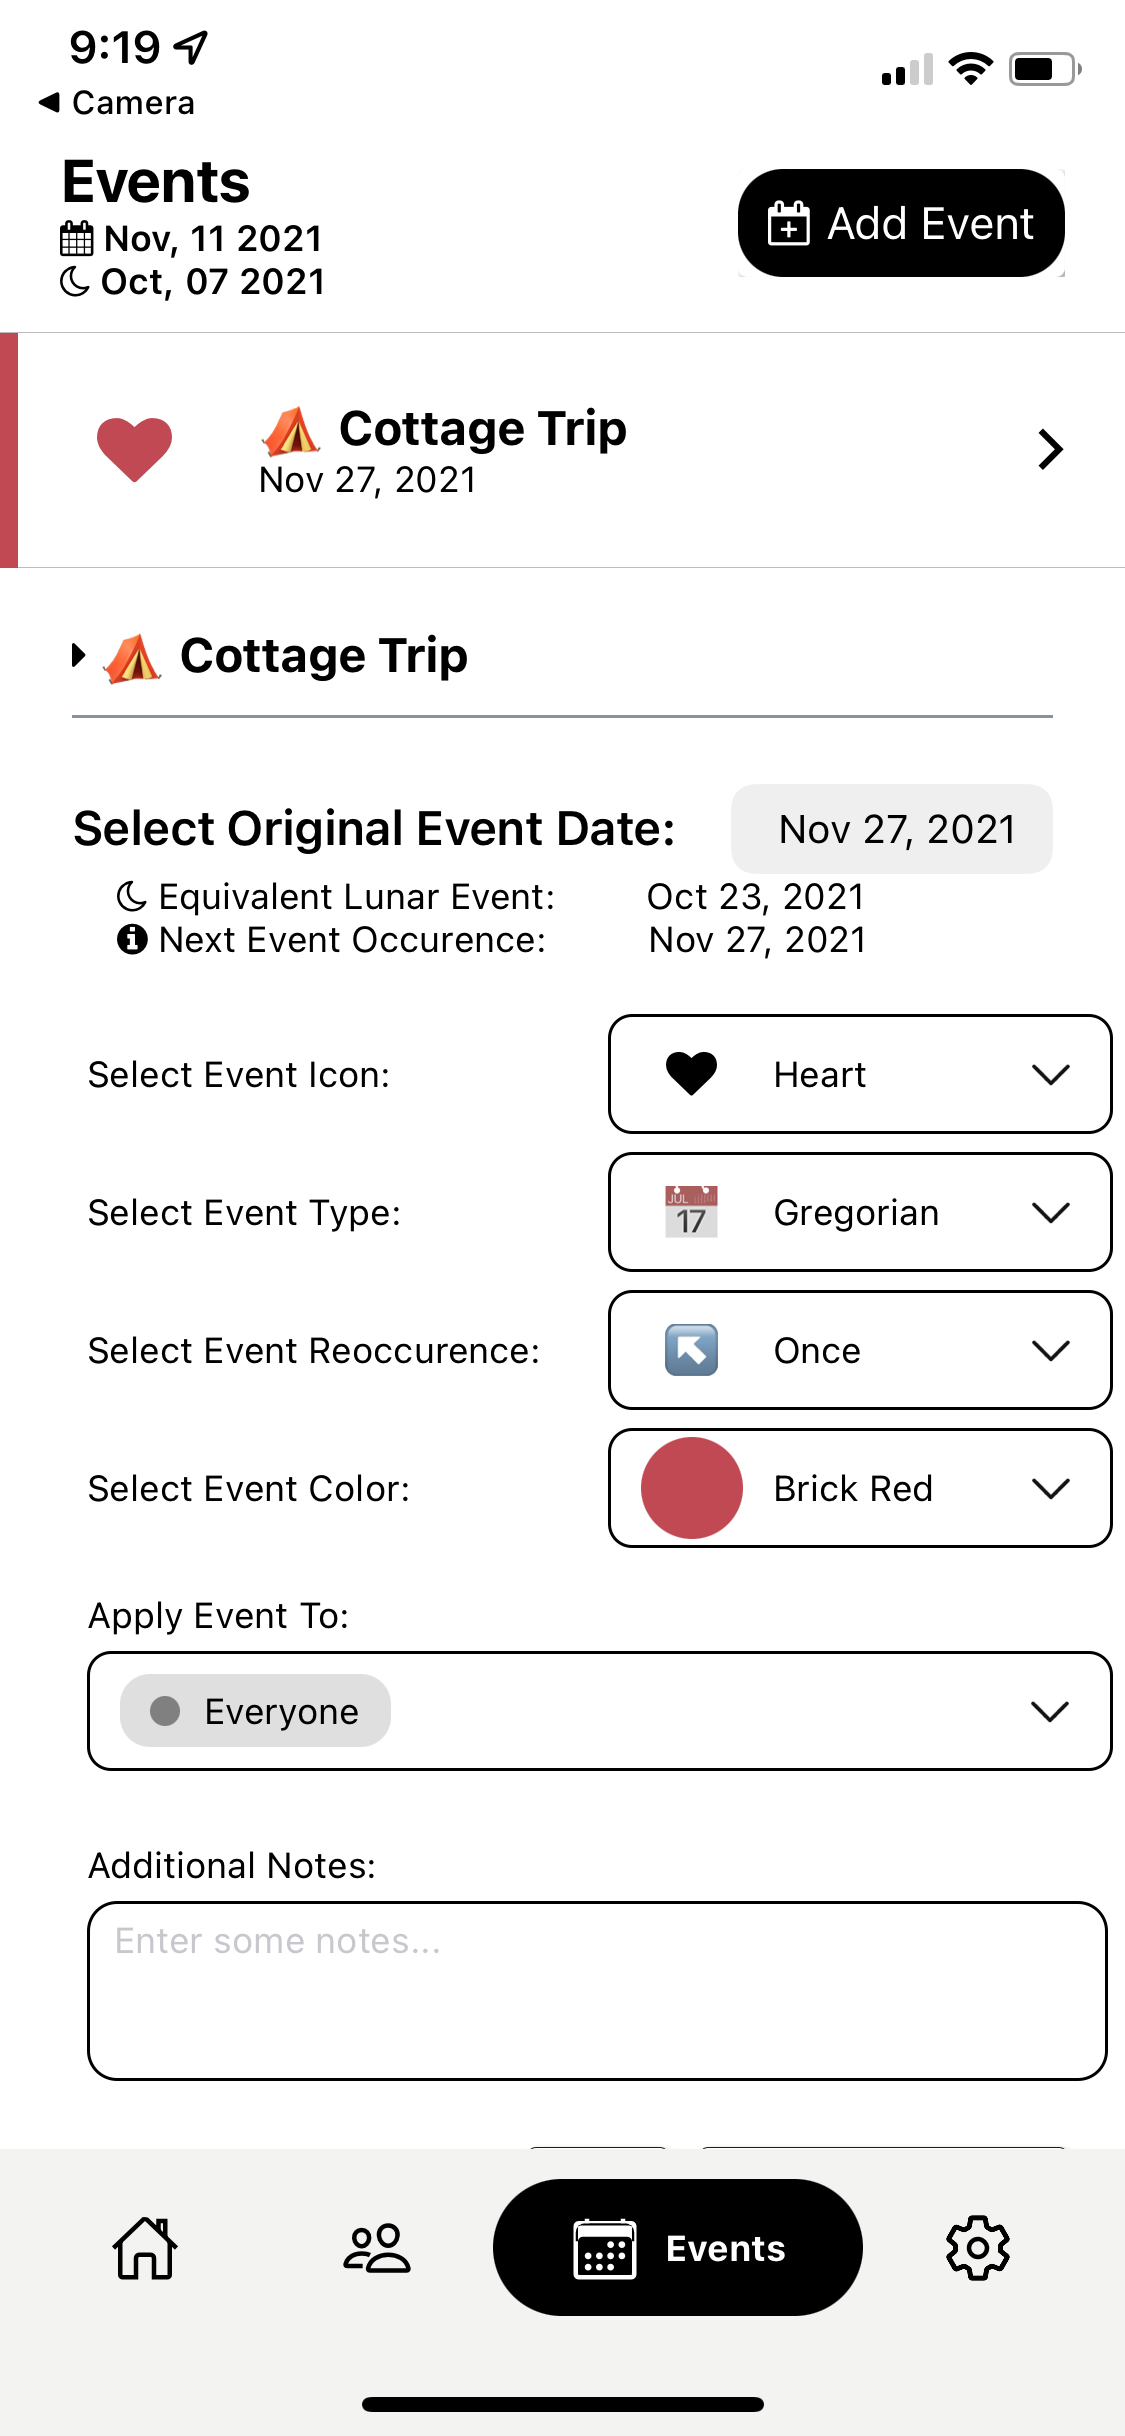 9:19
Camera
Events
Nov, 11 2021
Oct, 07 2021
Add Event
Cottage Trip
Nov 27, 2021
Cottage Trip
Select Original Event Date: Nov 27, 2021
Equivalent Lunar Event: Oct 23, 2021
Next Event Occurence: Nov 27, 2021
Select Event Icon: Heart
Select Event Type: JUL 17 Gregorian
Select Event Reoccurence: Once
Select Event Color: Brick Red
Apply Event To:
Everyone
Additional Notes:
Enter some notes...
Events